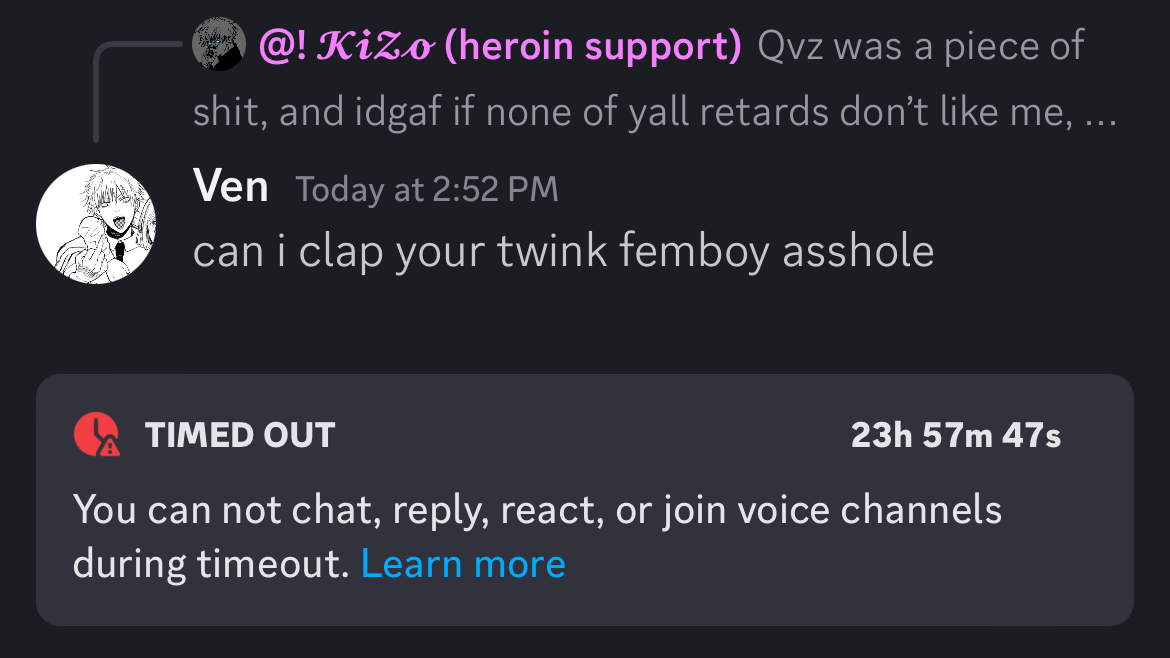 @! 𝓚𝓲𝓩𝓸 (heroin support) Qvz was a piece of
shit, and idgaf if none of yall retards don’t like me, ...
Ven Today at 2:52 PM
can i clap your twink femboy asshole
TIMED OUT 23h 57m 47s
You can not chat, reply, react, or join voice channels
during timeout. Learn more